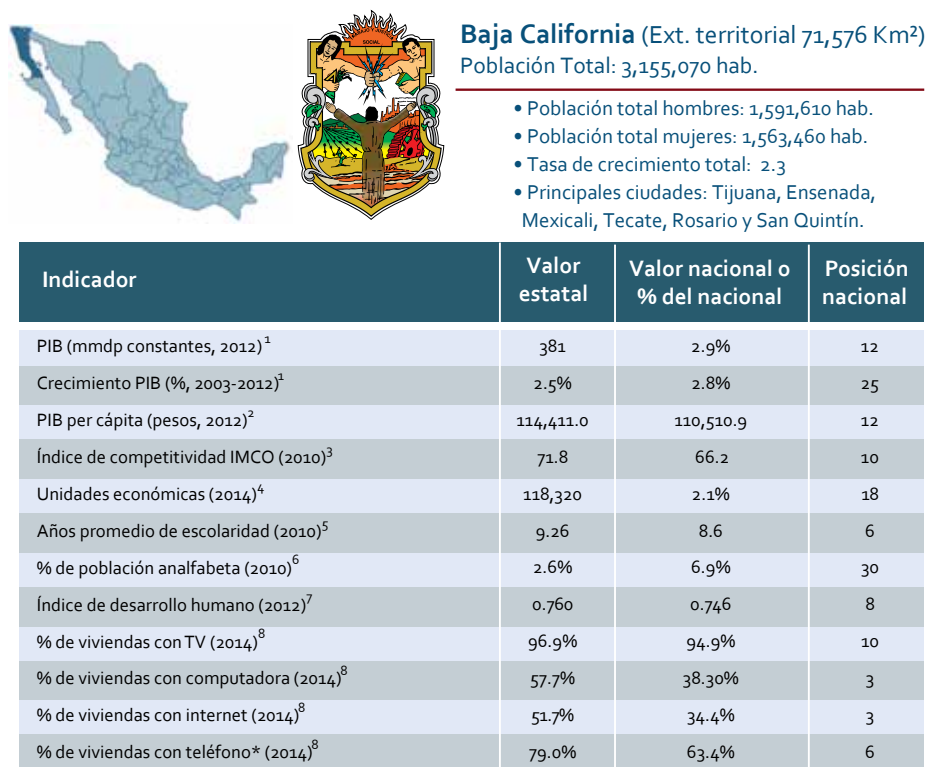 TRABAJO Y JUSTICIA
SOCIAL
Baja California (Ext. territorial 71,576 Km²)
Población Total: 3,155,070 hab.
• Población total hombres: 1,591,610 hab.
• Población total mujeres: 1,563,460 hab.
• Tasa de crecimiento total: 2.3
• Principales ciudades: Tijuana, Ensenada,
Mexicali, Tecate, Rosario y San Quintín.
Indicador Valor estatal Valor nacional o % del nacional Posición nacional
PIB (mmdp constantes, 2012)¹ 381 2.9% 12
Crecimiento PIB (%, 2003-2012)¹ 2.5% 2.8% 25
PIB per cápita (pesos, 2012)² 114,411.0 110,510.9 12
Índice de competitividad IMCO (2010)³ 71.8 66.2 10
Unidades económicas (2014)⁴ 118,320 2.1% 18
Años promedio de escolaridad (2010)⁵ 9.26 8.6 6
% de población analfabeta (2010)⁶ 2.6% 6.9% 30
Índice de desarrollo humano (2012)⁷ 0.760 0.746 8
% de viviendas con TV (2014)⁸ 96.9% 94.9% 10
% de viviendas con computadora (2014)⁸ 57.7% 38.30% 3
% de viviendas con internet (2014)⁸ 51.7% 34.4% 3
% de viviendas con teléfono* (2014)⁸ 79.0% 63.4% 6